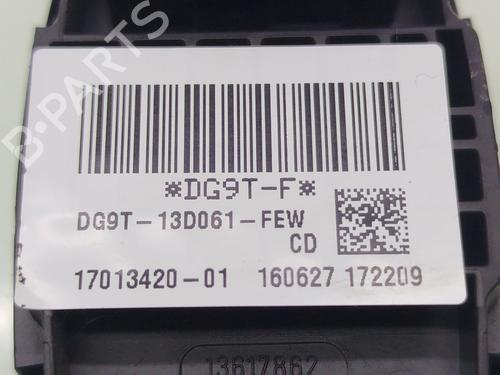 B-PARTS
*DG9T-F*
DG9T-13D061-FEW
CD
17013420-01 160627 172209
13617862